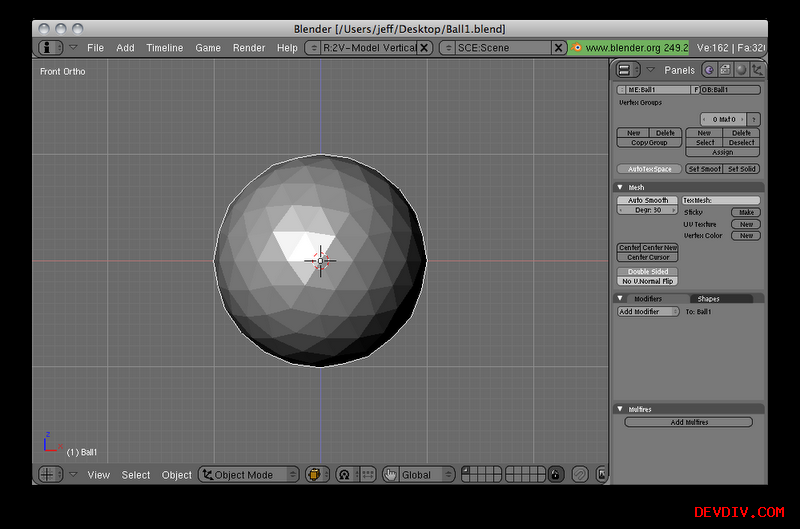 Blender [/Users/jeff/Desktop/Ball1.blend]
File Add Timeline Game Render Help R:2V-Model Vertical X SCE:Scene X www.blender.org 249.2 Ve:162 | Fa:320
Front Ortho
Panels
ME:Ball1 F OB:Ball1
Vertex Groups
0 Mat 0 ?
New Delete New Delete
Copy Group Select Deselect
Assign
AutoTexSpace Set Smoot Set Solid
Mesh
Auto Smooth TexMesh:
Degr: 30 Sticky Make
UV Texture New
Vertex Color New
Center Center New
Center Cursor
Double Sided
No V.Normal Flip
Modifiers Shapes
Add Modifier To: Ball1
Multires
Add Multires
z
x
(1) Ball1
View Select Object Object Mode Global
DEVDIV.COM